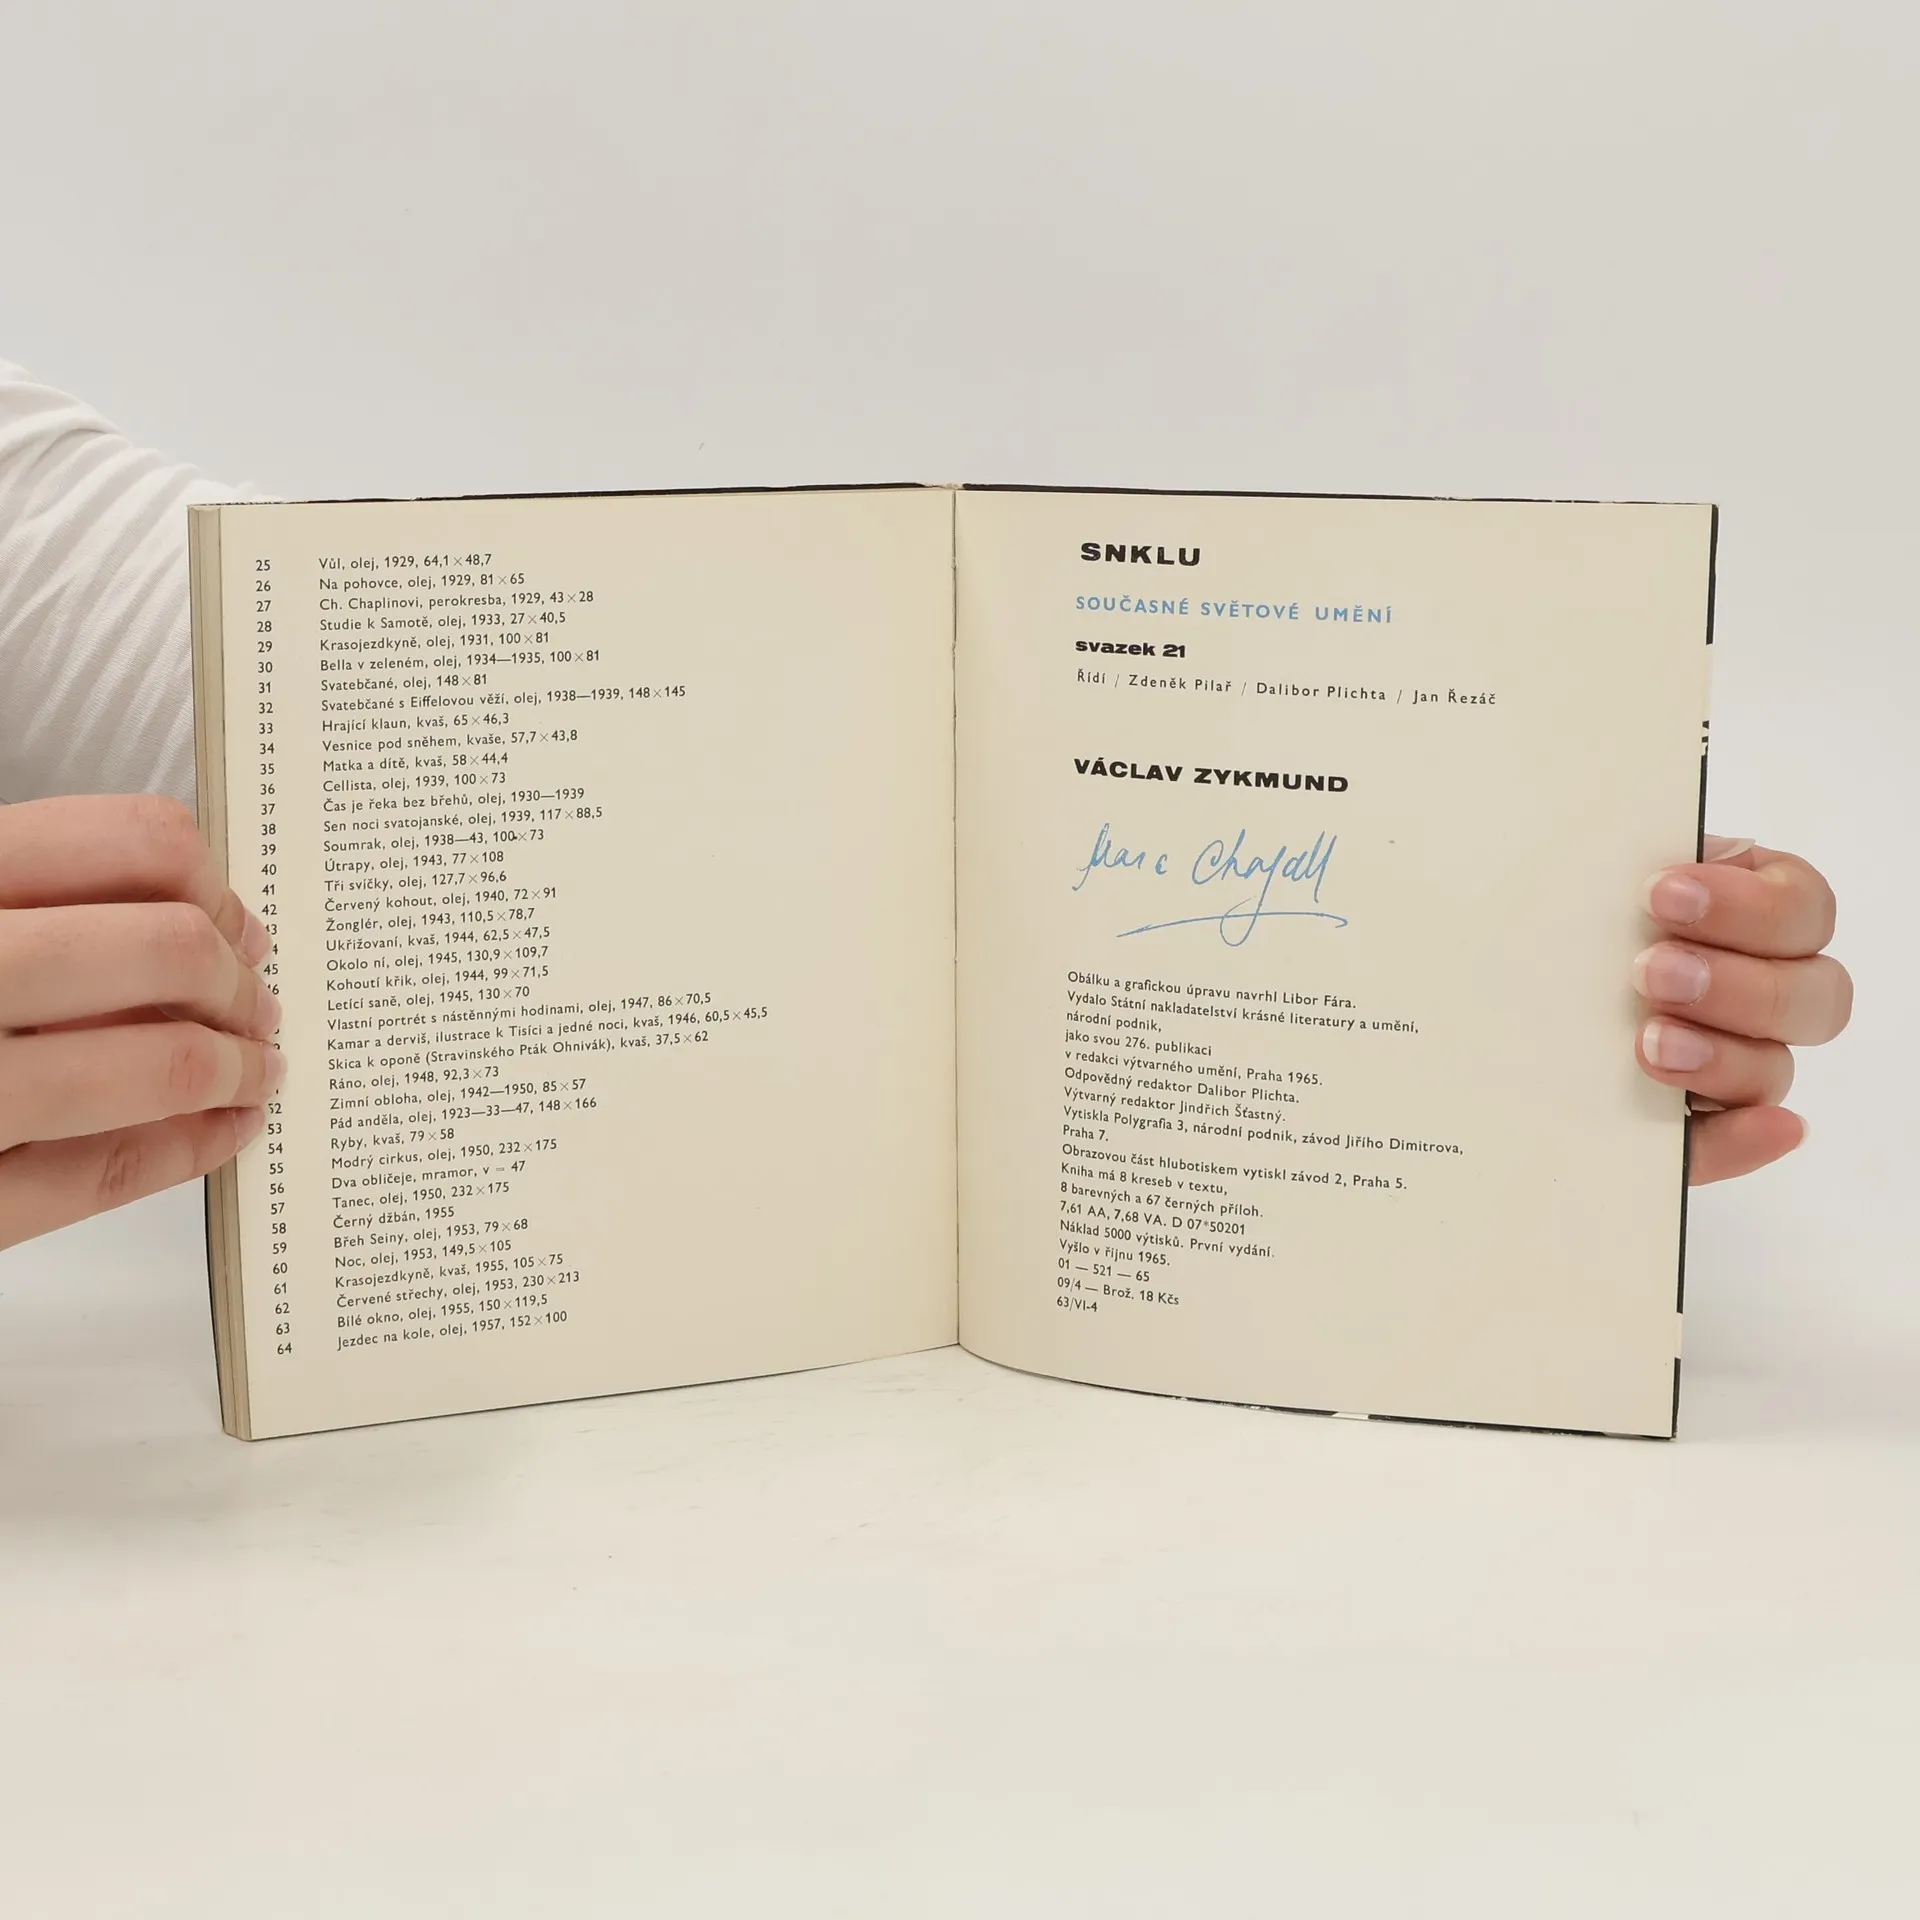 25 Vůl, olej, 1929, 64,1×48,7
26 Na pohovce, olej, 1929, 81×65
27 Ch. Chaplinovi, perokresba, 1929, 43×28
28 Studie k Samotě, olej, 1933, 27×40,5
29 Krasojezdkyně, olej, 1931, 100×81
30 Bella v zeleném, olej, 1934—1935, 100×81
31 Svatebčané, olej, 148×81
32 Svatebčané s Eiffelovou věží, olej, 1938—1939, 148×145
33 Hrající klaun, kvaš, 65×46,3
34 Vesnice pod sněhem, kvaše, 57,7×43,8
35 Matka a dítě, kvaš, 58×44,4
36 Cellista, olej, 1939, 100×73
37 Čas je řeka bez břehů, olej, 1930—1939
38 Sen noci svatojanské, olej, 1939, 117×88,5
39 Soumrak, olej, 1938—43, 100×73
40 Útrapy, olej, 1943, 77×108
41 Tři svíčky, olej, 127,7×96,6
42 Červený kohout, olej, 1940, 72×91
Žonglér, olej, 1943, 110,5×78,7
Ukřižovaní, kvaš, 1944, 62,5×47,5
45 Okolo ní, olej, 1945, 130,9×109,7
Kohoutí křik, olej, 1944, 99×71,5
Letící saně, olej, 1945, 130×70
Vlastní portrét s nástěnnými hodinami, olej, 1947, 86×70,5
Kamar a derviš, ilustrace k Tisíci a jedné noci, kvaš, 1946, 60,5×45,5
Skica k oponě (Stravinského Pták Ohnivák), kvaš, 37,5×62
Ráno, olej, 1948, 92,3×73
52 Zimní obloha, olej, 1942—1950, 85×57
53 Pád anděla, olej, 1923—33—47, 148×166
54 Ryby, kvaš, 79×58
55 Modrý cirkus, olej, 1950, 232×175
56 Dva obličeje, mramor, v = 47
57 Tanec, olej, 1950, 232×175
58 Černý džbán, 1955
59 Břeh Seiny, olej, 1953, 79×68
60 Noc, olej, 1953, 149,5×105
61 Krasojezdkyně, kvaš, 1955, 105×75
62 Červené střechy, olej, 1953, 230×213
63 Bílé okno, olej, 1955, 150×119,5
64 Jezdec na kole, olej, 1957, 152×100
SNKLU
SOUČASNÉ SVĚTOVÉ UMĚNÍ
svazek 21
Řídí / Zdeněk Pilař / Dalibor Plichta / Jan Řezáč
VÁCLAV ZYKMUND
Marc Chagall
Obálku a grafickou úpravu navrhl Libor Fára.
Vydalo Státní nakladatelství krásné literatury a umění,
národní podnik,
jako svou 276. publikaci
v redakci výtvarného umění, Praha 1965.
Odpovědný redaktor Dalibor Plichta.
Výtvarný redaktor Jindřich Šťastný.
Vytiskla Polygrafia 3, národní podnik, závod Jiřího Dimitrova,
Praha 7.
Obrazovou část hlubotiskem vytiskl závod 2, Praha 5.
Kniha má 8 kreseb v textu,
8 barevných a 67 černých příloh.
7,61 AA, 7,68 VA. D 07*50201
Náklad 5000 výtisků. První vydání.
Vyšlo v říjnu 1965.
01 — 521 — 65
09/4 — Brož. 18 Kčs
63/VI-4